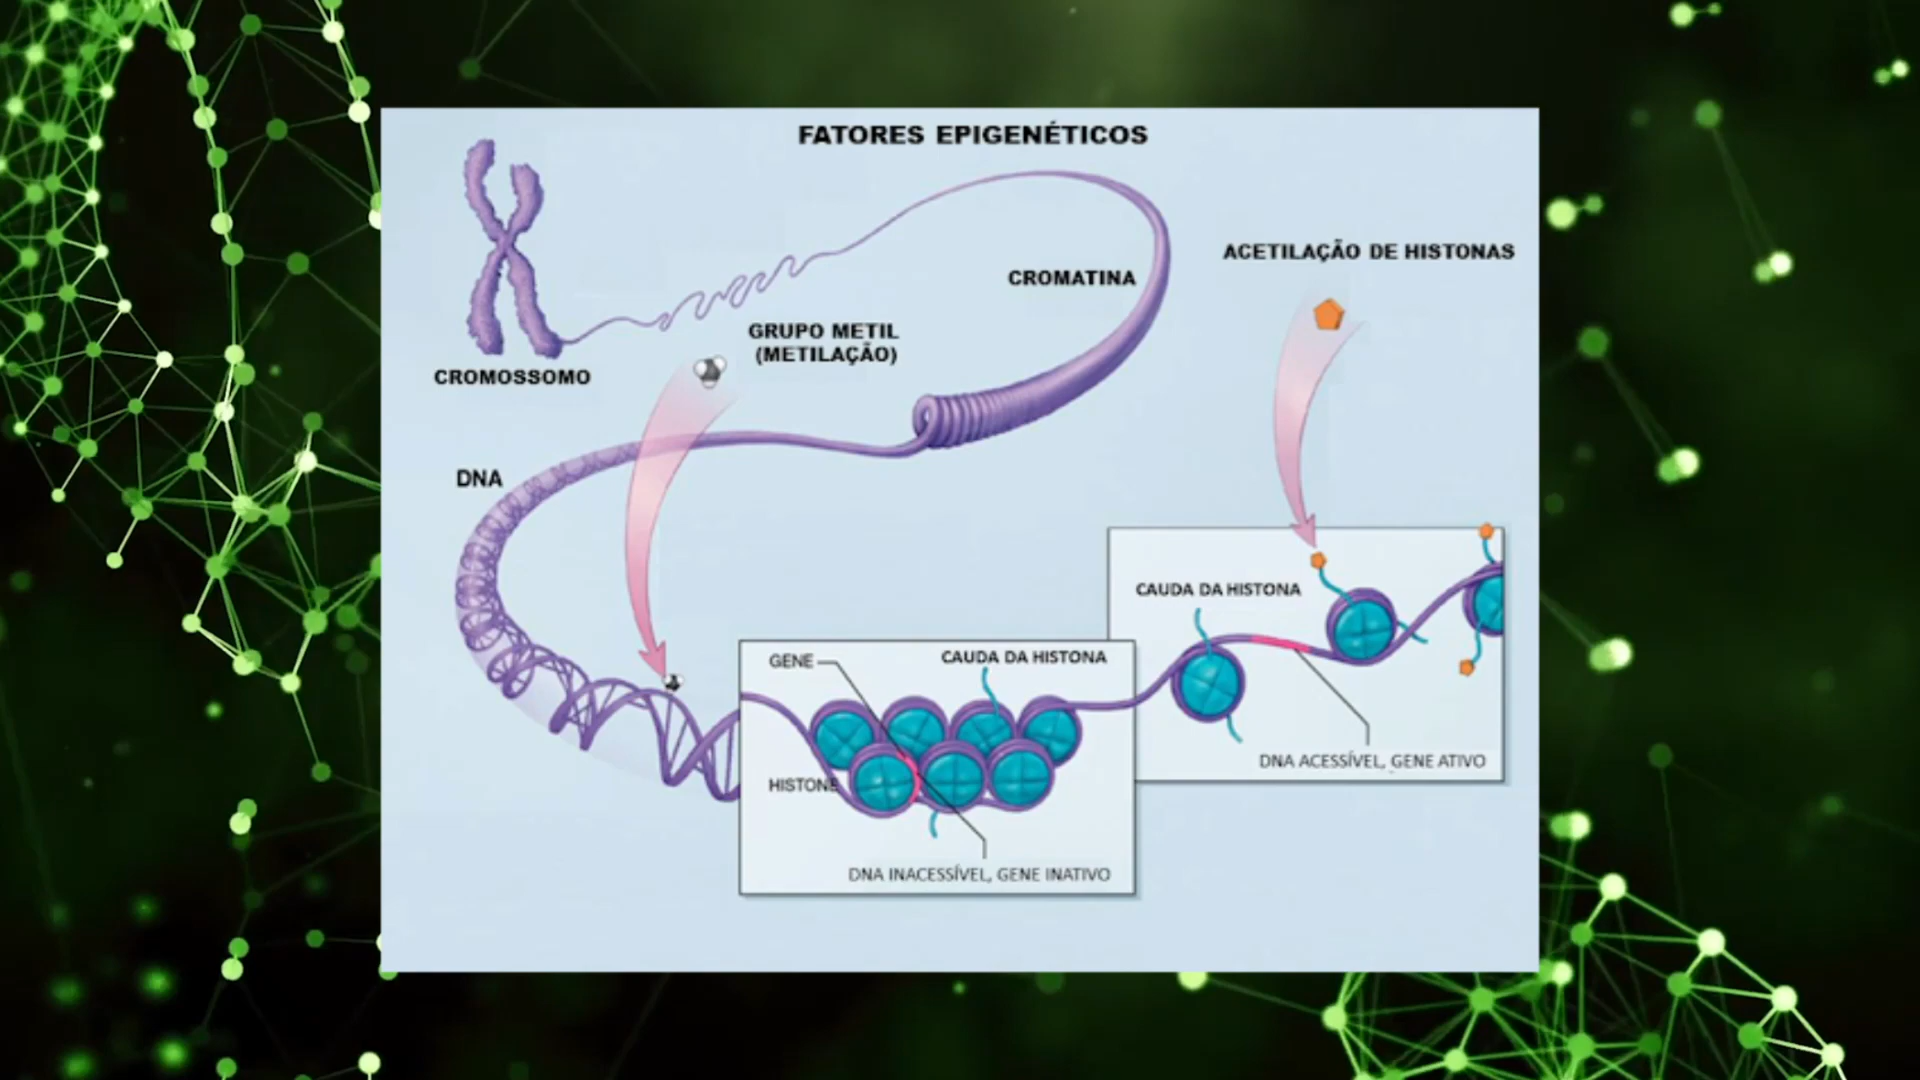 FATORES EPIGENÉTICOS
ACETILAÇÃO DE HISTONAS
CROMATINA
GRUPO METIL
(METILAÇÃO)
CROMOSSOMO
DNA
CAUDA DA HISTONA
GENE
CAUDA DA HISTONA
DNA ACESSÍVEL, GENE ATIVO
HISTONE
DNA INACESSÍVEL, GENE INATIVO